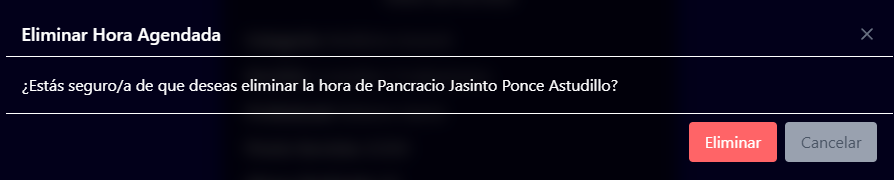 Eliminar Hora Agendada
¿Estás seguro/a de que deseas eliminar la hora de Pancracio Jasinto Ponce Astudillo?
Eliminar
Cancelar